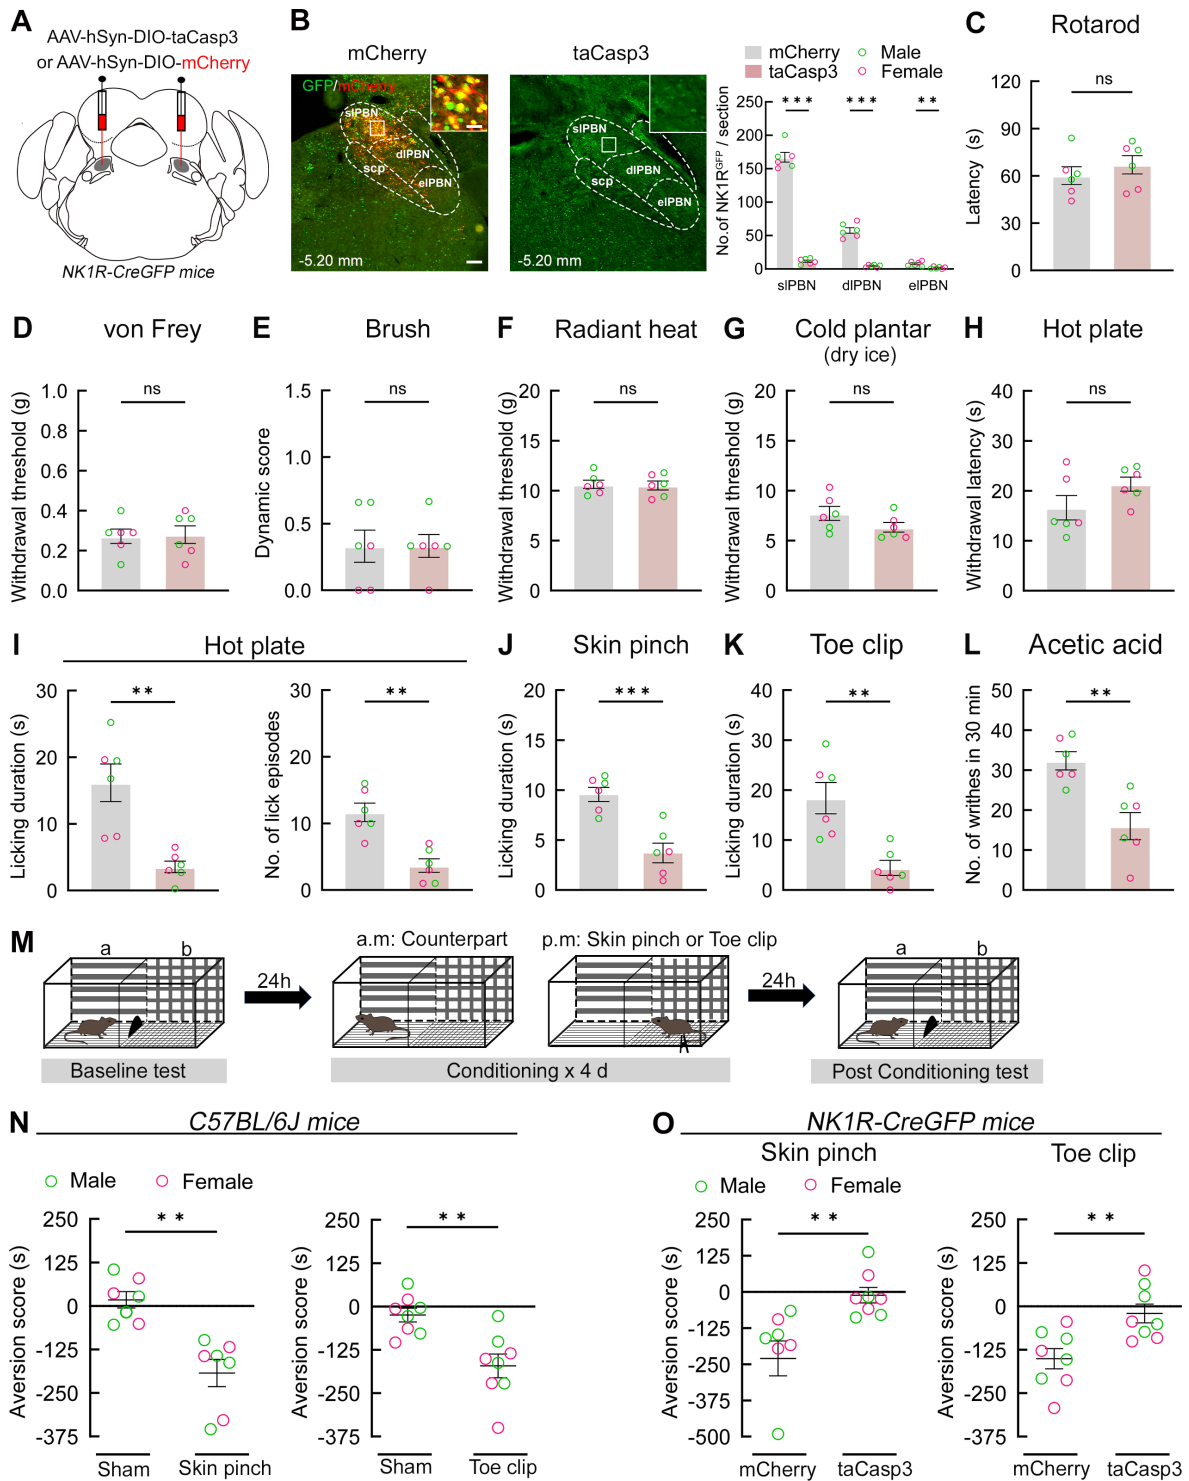 A
AAV-hSyn-DIO-taCasp3
or AAV-hSyn-DIO-mCherry
NK1R-CreGFP mice
B
mCherry
taCasp3
GFP/mCherry
slPBN
dlPBN
scp
elPBN
-5.20 mm
slPBN
dlPBN
scp
elPBN
-5.20 mm
mCherry
taCasp3
Male
Female
No.of NK1RGFP / section
250
200
150
100
50
0
***
***
**
slPBN
dlPBN
elPBN
C
Rotarod
Latency (s)
120
90
60
30
0
ns
D
von Frey
Withdrawal threshold (g)
1.0
0.8
0.6
0.4
0.2
0.0
ns
E
Brush
Dynamic score
1.5
1.0
0.5
0.0
ns
F
Radiant heat
Withdrawal threshold (g)
20
15
10
5
0
ns
G
Cold plantar
(dry ice)
Withdrawal threshold (g)
20
15
10
5
0
ns
H
Hot plate
Withdrawal latency (s)
40
30
20
10
0
ns
I
Hot plate
Licking duration (s)
30
20
10
0
**
No. of lick episodes
30
20
10
0
**
J
Skin pinch
Licking duration (s)
20
15
10
5
0
***
K
Toe clip
Licking duration (s)
40
30
20
10
0
**
L
Acetic acid
No. of writhes in 30 min
50
40
30
20
10
0
**
M
a
b
Baseline test
24h
a.m: Counterpart
p.m: Skin pinch or Toe clip
Conditioning x 4 d
24h
a
b
Post Conditioning test
N
C57BL/6J mice
Male
Female
Aversion score (s)
250
125
0
-125
-250
-375
**
Sham
Skin pinch
Aversion score (s)
250
125
0
-125
-250
-375
**
Sham
Toe clip
O
NK1R-CreGFP mice
Skin pinch
Toe clip
Male
Female
Aversion score (s)
250
125
0
-125
-250
-375
-500
**
mCherry
taCasp3
Aversion score (s)
250
125
0
-125
-250
-375
**
mCherry
taCasp3